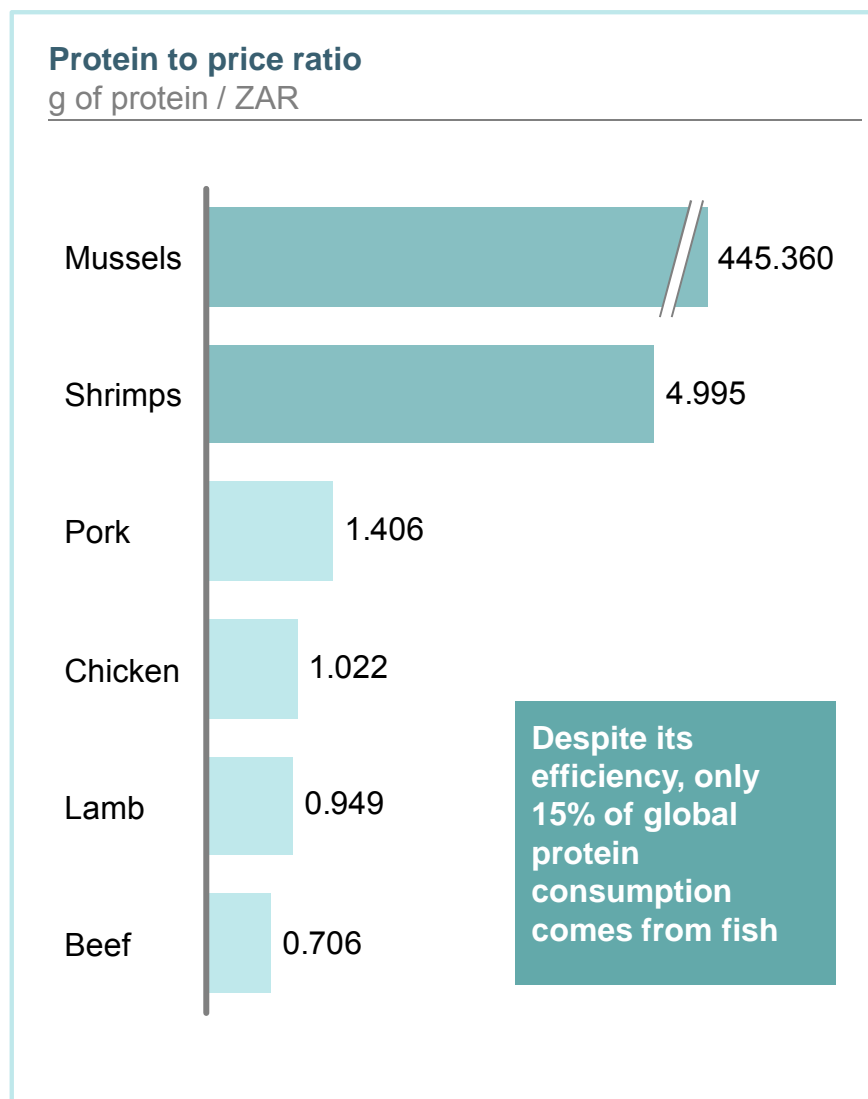 Protein to price ratio
g of protein / ZAR
Mussels 445.360
Shrimps 4.995
Pork 1.406
Chicken 1.022
Lamb 0.949
Beef 0.706
Despite its
efficiency, only
15% of global
protein
consumption
comes from fish